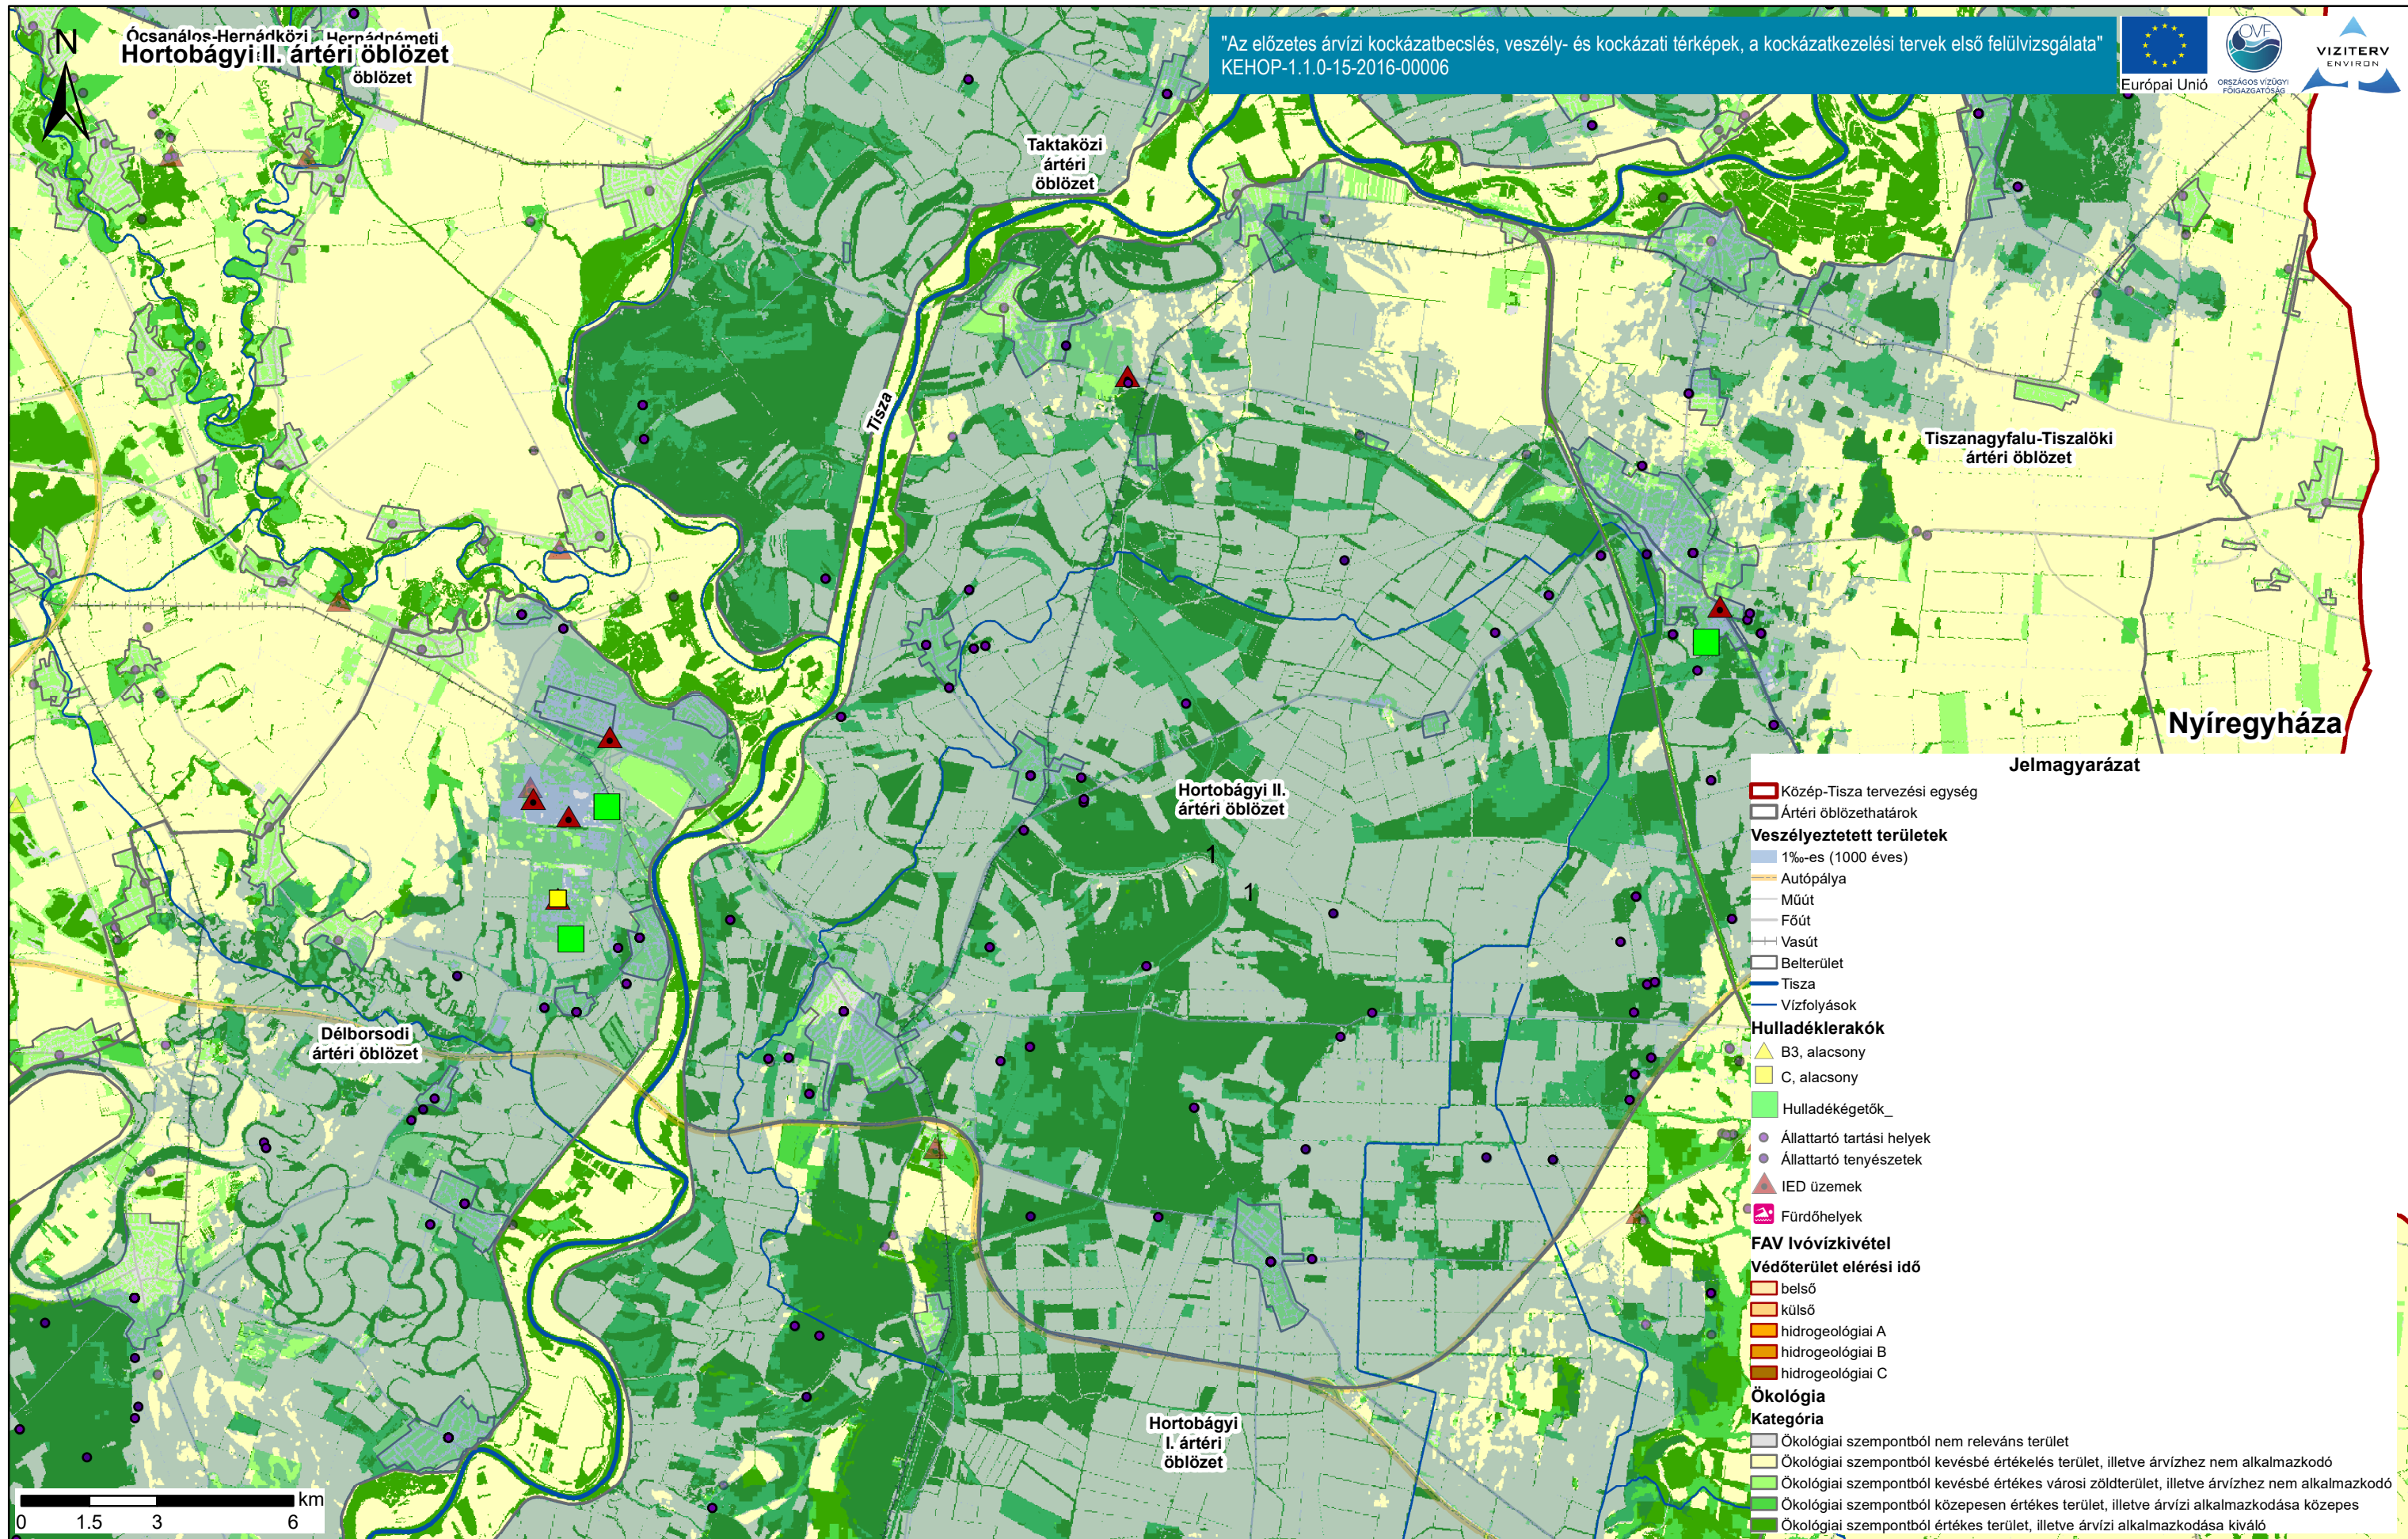 N
Ócsanálos-Hernádközi Hernádnémeti
Hortobágyi II. ártéri öblözet
öblözet
"Az előzetes árvízi kockázatbecslés, veszély- és kockázati térképek, a kockázatkezelési tervek első felülvizsgálata"
KEHOP-1.1.0-15-2016-00006
Európai Unió
OVF
ORSZÁGOS VÍZÜGYI
FŐIGAZGATÓSÁG
VIZITERV
ENVIRON
Taktaközi
ártéri
öblözet
Tisza
Tiszanagyfalu-Tiszalöki
ártéri öblözet
Nyíregyháza
Hortobágyi II.
ártéri öblözet
1
1
Délborsodi
ártéri öblözet
Hortobágyi
I. ártéri
öblözet
km
0 1.5 3 6
Jelmagyarázat
Közép-Tisza tervezési egység
Ártéri öblözethatárok
Veszélyeztetett területek
1‰-es (1000 éves)
Autópálya
Műút
Főút
Vasút
Belterület
Tisza
Vízfolyások
Hulladéklerakók
B3, alacsony
C, alacsony
Hulladékégetők_
Állattartó tartási helyek
Állattartó tenyészetek
IED üzemek
Fürdőhelyek
FAV Ivóvízkivétel
Védőterület elérési idő
belső
külső
hidrogeológiai A
hidrogeológiai B
hidrogeológiai C
Ökológia
Kategória
Ökológiai szempontból nem releváns terület
Ökológiai szempontból kevésbé értékelés terület, illetve árvízhez nem alkalmazkodó
Ökológiai szempontból kevésbé értékes városi zöldterület, illetve árvízhez nem alkalmazkodó
Ökológiai szempontból közepesen értékes terület, illetve árvízi alkalmazkodása közepes
Ökológiai szempontból értékes terület, illetve árvízi alkalmazkodása kiváló